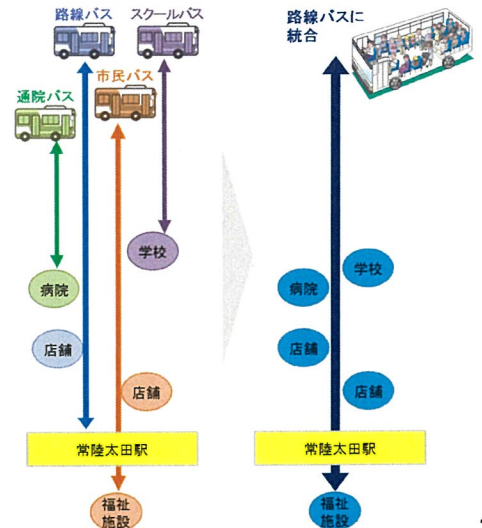 路線バス
スクールバス
市民バス
通院バス
学校
病院
店舗
店舗
常陸太田駅
福祉
施設
路線バスに
統合
学校
病院
店舗
店舗
常陸太田駅
福祉
施設